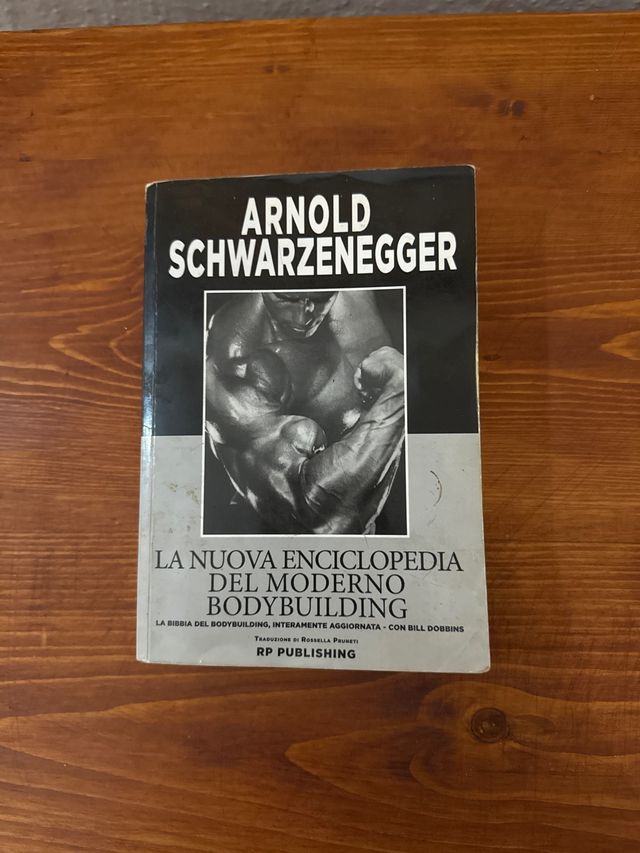 ARNOLD
SCHWARZENEGGER
LA NUOVA ENCICLOPEDIA
DEL MODERNO
BODYBUILDING
LA BIBBIA DEL BODYBUILDING, INTERAMENTE AGGIORNATA - CON BILL DOBBINS
TRADUZIONE DI ROSSELLA PRUNETI
RP PUBLISHING